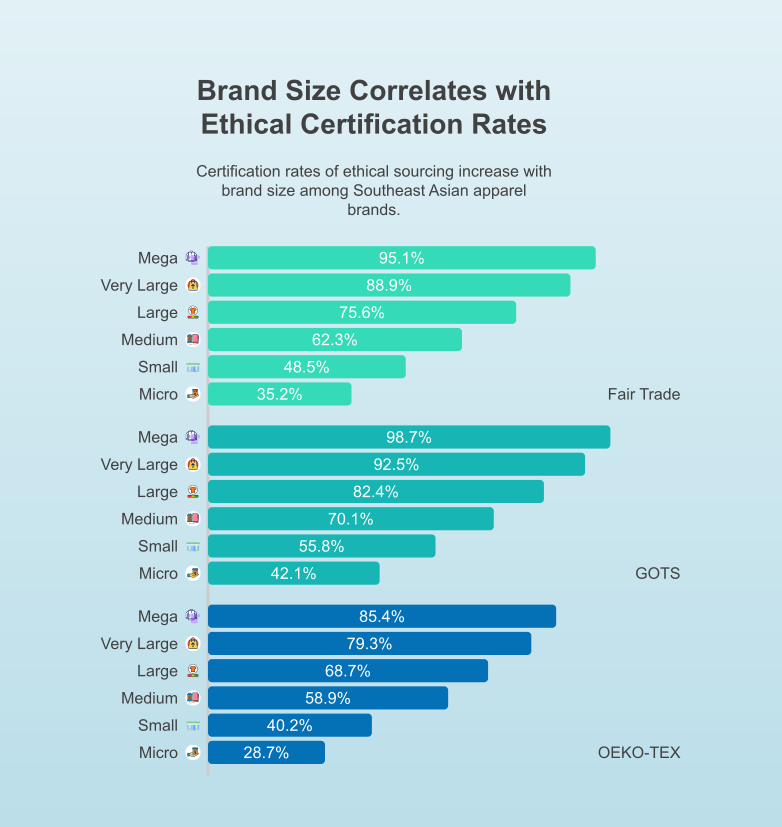 Brand Size Correlates with
Ethical Certification Rates
Certification rates of ethical sourcing increase with
brand size among Southeast Asian apparel
brands.
Mega 95.1%
Very Large 88.9%
Large 75.6%
Medium 62.3%
Small 48.5%
Micro 35.2% Fair Trade
Mega 98.7%
Very Large 92.5%
Large 82.4%
Medium 70.1%
Small 55.8%
Micro 42.1% GOTS
Mega 85.4%
Very Large 79.3%
Large 68.7%
Medium 58.9%
Small 40.2%
Micro 28.7% OEKO-TEX